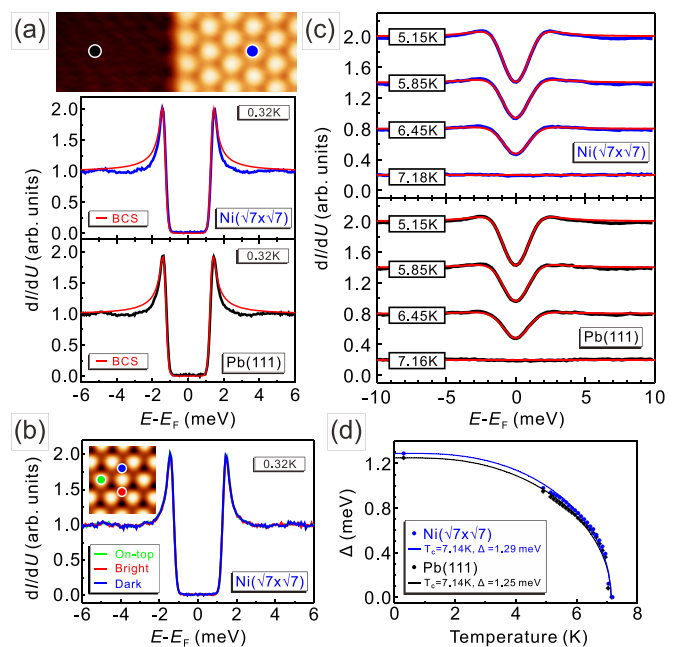 (a)
dI/dU (arb. units)
2.0
1.5
1.0
0.5
0.0
0.32K
BCS
Ni(√7x√7)
2.0
1.5
1.0
0.5
0.0
0.32K
BCS
Pb(111)
-6 -4 -2 0 2 4 6
E-EF (meV)
(b)
dI/dU (arb. units)
2.0
1.5
1.0
0.5
0.0
0.32K
On-top
Bright
Dark
Ni(√7x√7)
-6 -4 -2 0 2 4 6
E-EF (meV)
(c)
dI/dU (arb. units)
2.0
1.6
1.2
0.8
0.4
0.0
5.15K
5.85K
6.45K
7.18K
Ni(√7x√7)
2.0
1.6
1.2
0.8
0.4
0.0
5.15K
5.85K
6.45K
7.16K
Pb(111)
-10 -5 0 5 10
E-EF (meV)
(d)
Δ (meV)
1.2
0.8
0.4
0.0
Ni(√7x√7)
Tc=7.14K, Δ =1.29 meV
Pb(111)
Tc=7.14K, Δ =1.25 meV
0 2 4 6 8
Temperature (K)